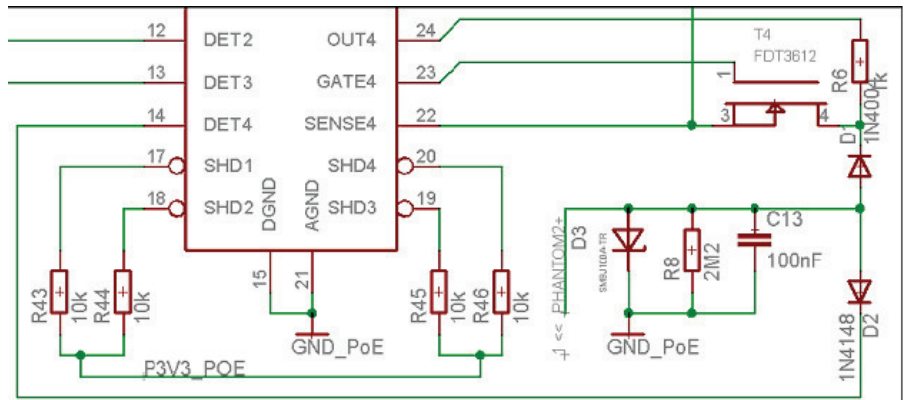 12
DET2
OUT4
24
T4
FDT3612
13
DET3
GATE4
23
1
R6
1k
14
DET4
SENSE4
22
3
4
D1
1N4004
17
SHD1
SHD4
20
18
SHD2
SHD3
19
DGND
AGND
15
21
R43
10k
R44
10k
R45
10k
R46
10k
GND_PoE
P3V3_POE
1 << PHANTOM2+
D3
SMBJ100A-TR
R8
2M2
C13
100nF
GND_PoE
1N4148
D2